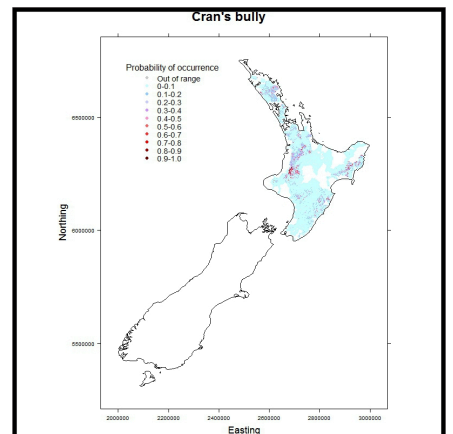 Cran's bully
Probability of occurrence
Out of range
0-0.1
0.1-0.2
0.2-0.3
0.3-0.4
0.4-0.5
0.5-0.6
0.6-0.7
0.7-0.8
0.8-0.9
0.9-1.0
Northing
6500000
6000000
5500000
2000000 2200000 2400000 2600000 2800000 3000000
Easting